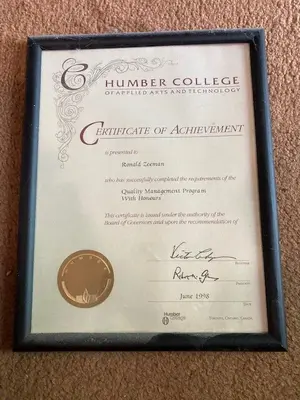 HUMBER COLLEGE
OF APPLIED ARTS AND TECHNOLOGY
CERTIFICATE OF ACHIEVEMENT
is presented to
Ronald Zeeman
who has successfully completed the requirements of the
Quality Management Program
With Honours
This certificate is issued under the authority of the
Board of Governors and upon the recommendation of
June 1998
Humber
College